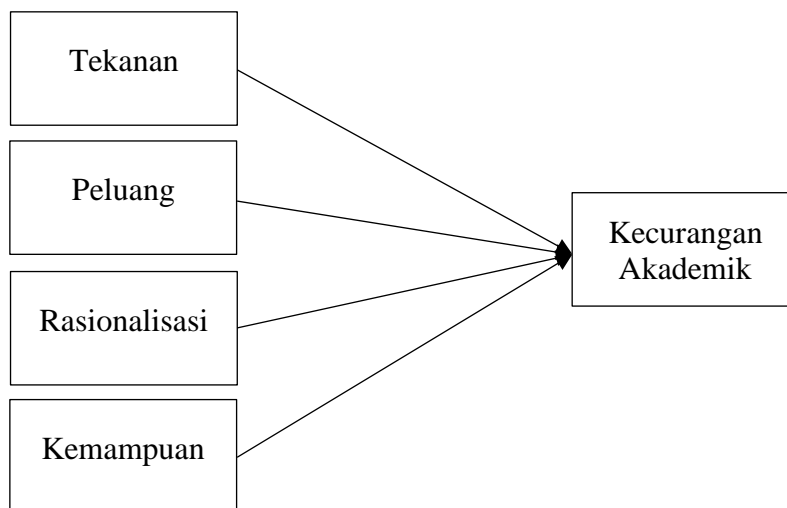 Tekanan
Peluang
Rasionalisasi
Kemampuan
Kecurangan
Akademik